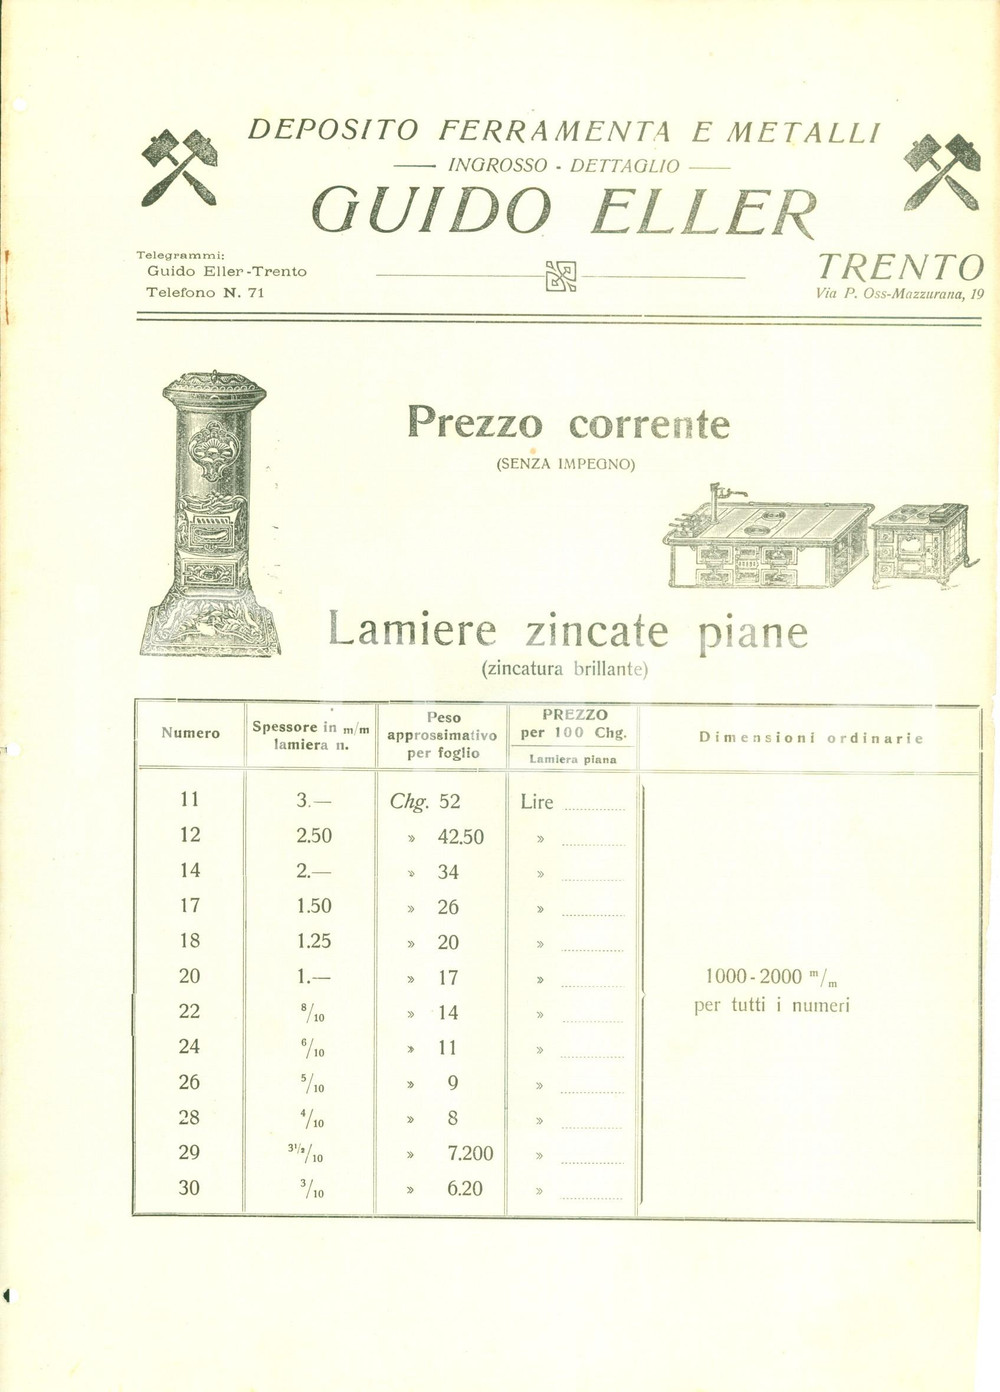 DEPOSITO FERRAMENTA E METALLI
INGROSSO - DETTAGLIO
GUIDO ELLER
Telegrammi:
Guido Eller-Trento
Telefono N. 71
TRENTO
Via P. Oss-Mazzurana, 19
Prezzo corrente
(SENZA IMPEGNO)
Lamiere zincate piane
(zincatura brillante)
Numero | Spessore in m/m lamiera n. | Peso approssimativo per foglio | PREZZO per 100 Chg. Lamiera piana | Dimensioni ordinarie
11 3.— Chg. 52 Lire ................
12 2.50 » 42.50 » ................
14 2.— » 34 » ................
17 1.50 » 26 » ................
18 1.25 » 20 » ................
20 1.— » 17 » ................ 1000-2000 m/m
22 8/10 » 14 » ................ per tutti i numeri
24 6/10 » 11 » ................
26 5/10 » 9 » ................
28 4/10 » 8 » ................
29 3½/10 » 7.200 » ................
30 3/10 » 6.20 » ................